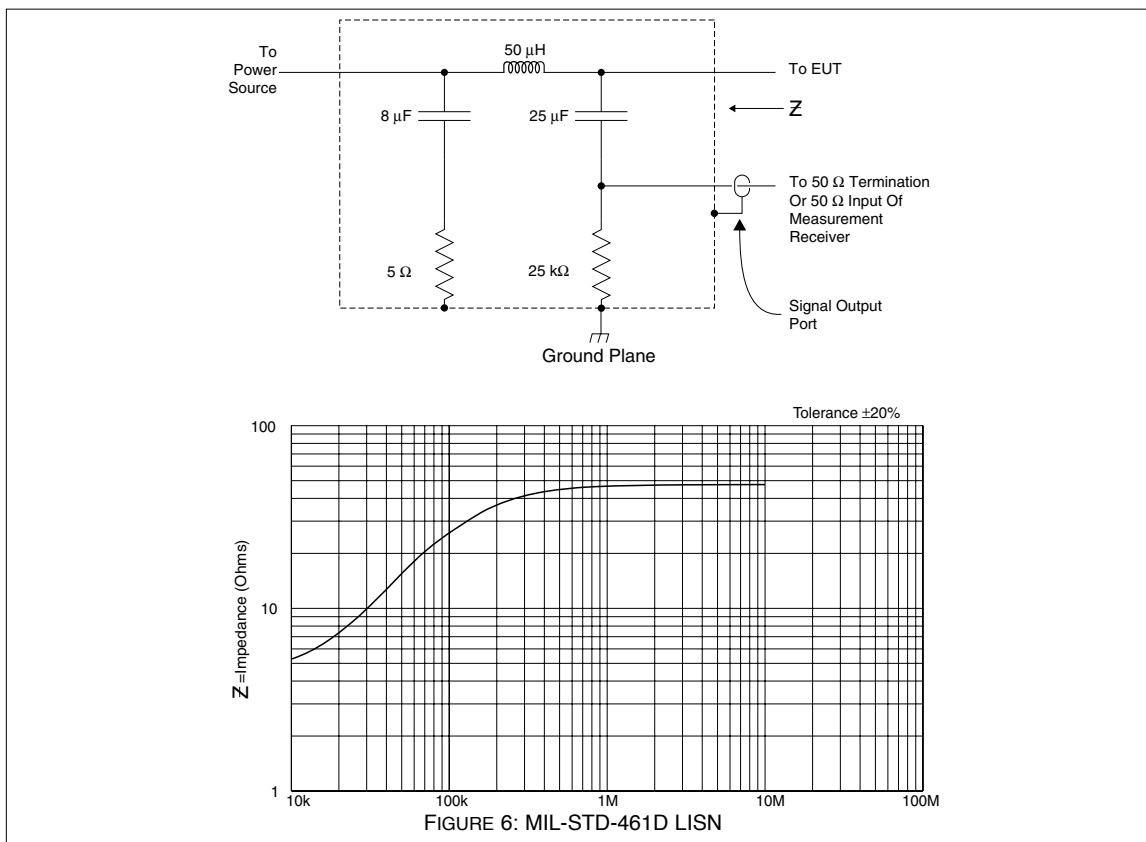 To
Power
Source
50 μH
To EUT
8 μF
25 μF
Z
To 50 Ω Termination
Or 50 Ω Input Of
Measurement
Receiver
5 Ω
25 kΩ
Signal Output
Port
Ground Plane
Tolerance ±20%
100
10
1
Z =Impedance (Ohms)
10k
100k
1M
10M
100M
FIGURE 6: MIL-STD-461D LISN